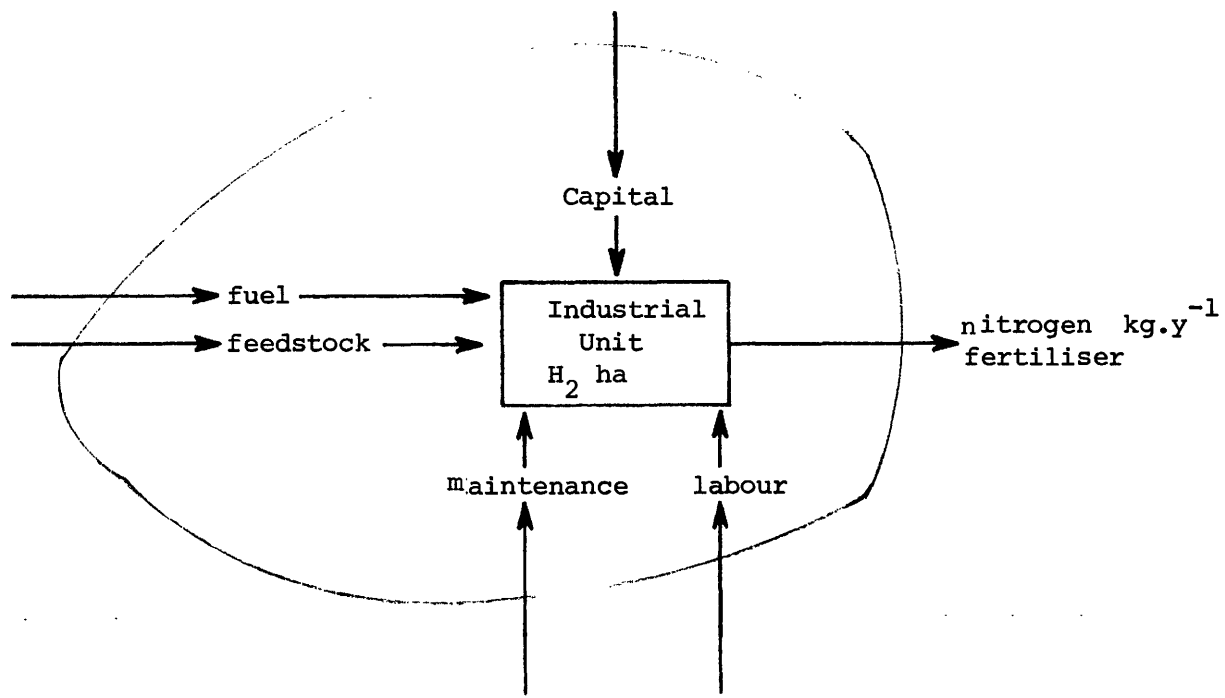 Capital
fuel
feedstock
Industrial
Unit
H₂ ha
nitrogen kg.y⁻¹
fertiliser
maintenance labour